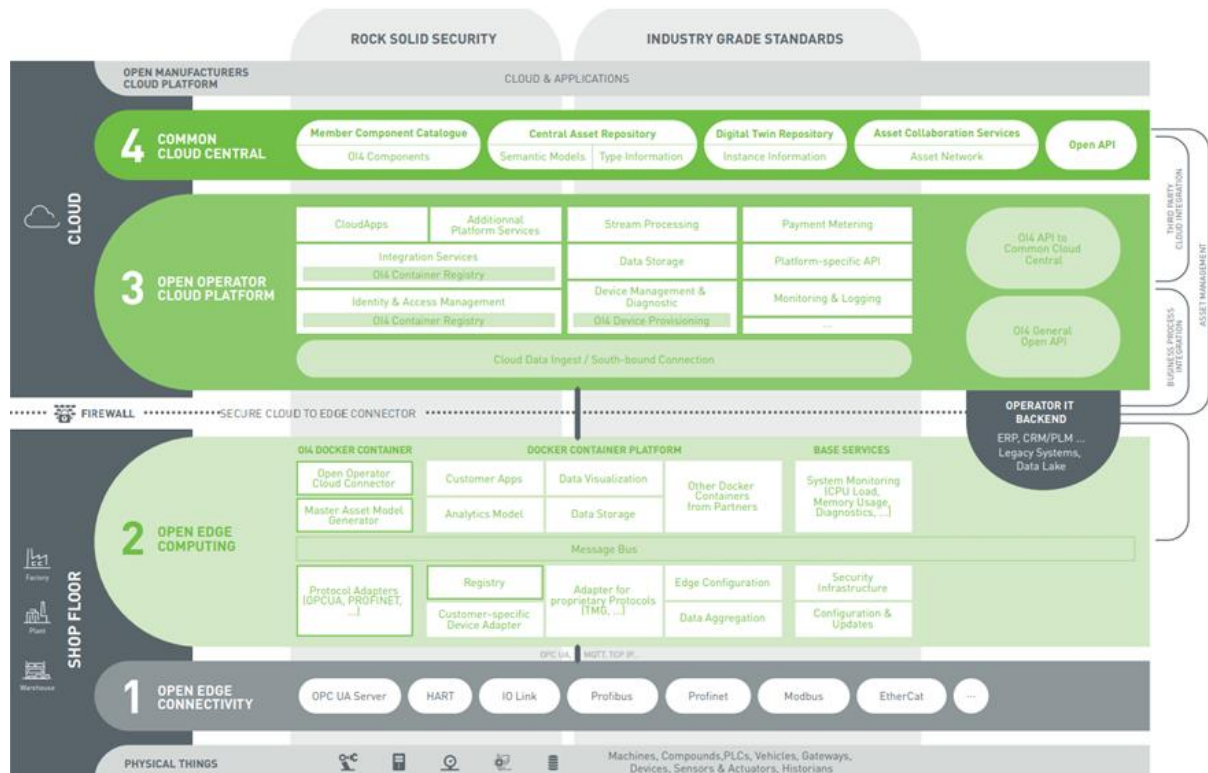 ROCK SOLID SECURITY
INDUSTRY GRADE STANDARDS
OPEN MANUFACTURERS
CLOUD PLATFORM
CLOUD & APPLICATIONS
CLOUD
4
COMMON
CLOUD CENTRAL
Member Component Catalogue
OI4 Components
Central Asset Repository
Semantic Models
Type Information
Digital Twin Repository
Instance Information
Asset Collaboration Services
Asset Network
Open API
3
OPEN OPERATOR
CLOUD PLATFORM
CloudApps
Additionnal
Platform Services
Stream Processing
Payment Metering
Integration Services
OI4 Container Registry
Data Storage
Platform-specific API
Identity & Access Management
OI4 Container Registry
Device Management &
Diagnostic
OI4 Device Provisioning
Monitoring & Logging
...
Cloud Data Ingest / South-bound Connection
OI4 API to
Common Cloud
Central
OI4 General
Open API
THIRD PARTY
CLOUD INTEGRATION
BUSINESS PROCESS
INTEGRATION
ASSET MANAGEMENT
FIREWALL
SECURE CLOUD TO EDGE CONNECTOR
OPERATOR IT
BACKEND
ERP, CRM/PLM ...
Legacy Systems,
Data Lake
SHOP FLOOR
Factory
Plant
Warehouse
2
OPEN EDGE
COMPUTING
OI4 DOCKER CONTAINER
DOCKER CONTAINER PLATFORM
BASE SERVICES
Open Operator
Cloud Connector
Customer Apps
Data Visualization
Other Docker
Containers
from Partners
System Monitoring
[CPU Load,
Memory Usage,
Diagnostics, ...]
Master Asset Model
Generator
Analytics Model
Data Storage
Message Bus
Protocol Adapters
[OPCUA, PROFINET,
...]
Registry
Customer-specific
Device Adapter
Adapter for
proprietary Protocols
[TMG, ...]
Edge Configuration
Data Aggregation
Security
Infrastructure
Configuration &
Updates
OPC UA, MQTT, TCP IP...
1
OPEN EDGE
CONNECTIVITY
OPC UA Server
HART
IO Link
Profibus
Profinet
Modbus
EtherCat
...
PHYSICAL THINGS
Machines, Compounds,PLCs, Vehicles, Gateways,
Devices, Sensors & Actuators, Historians